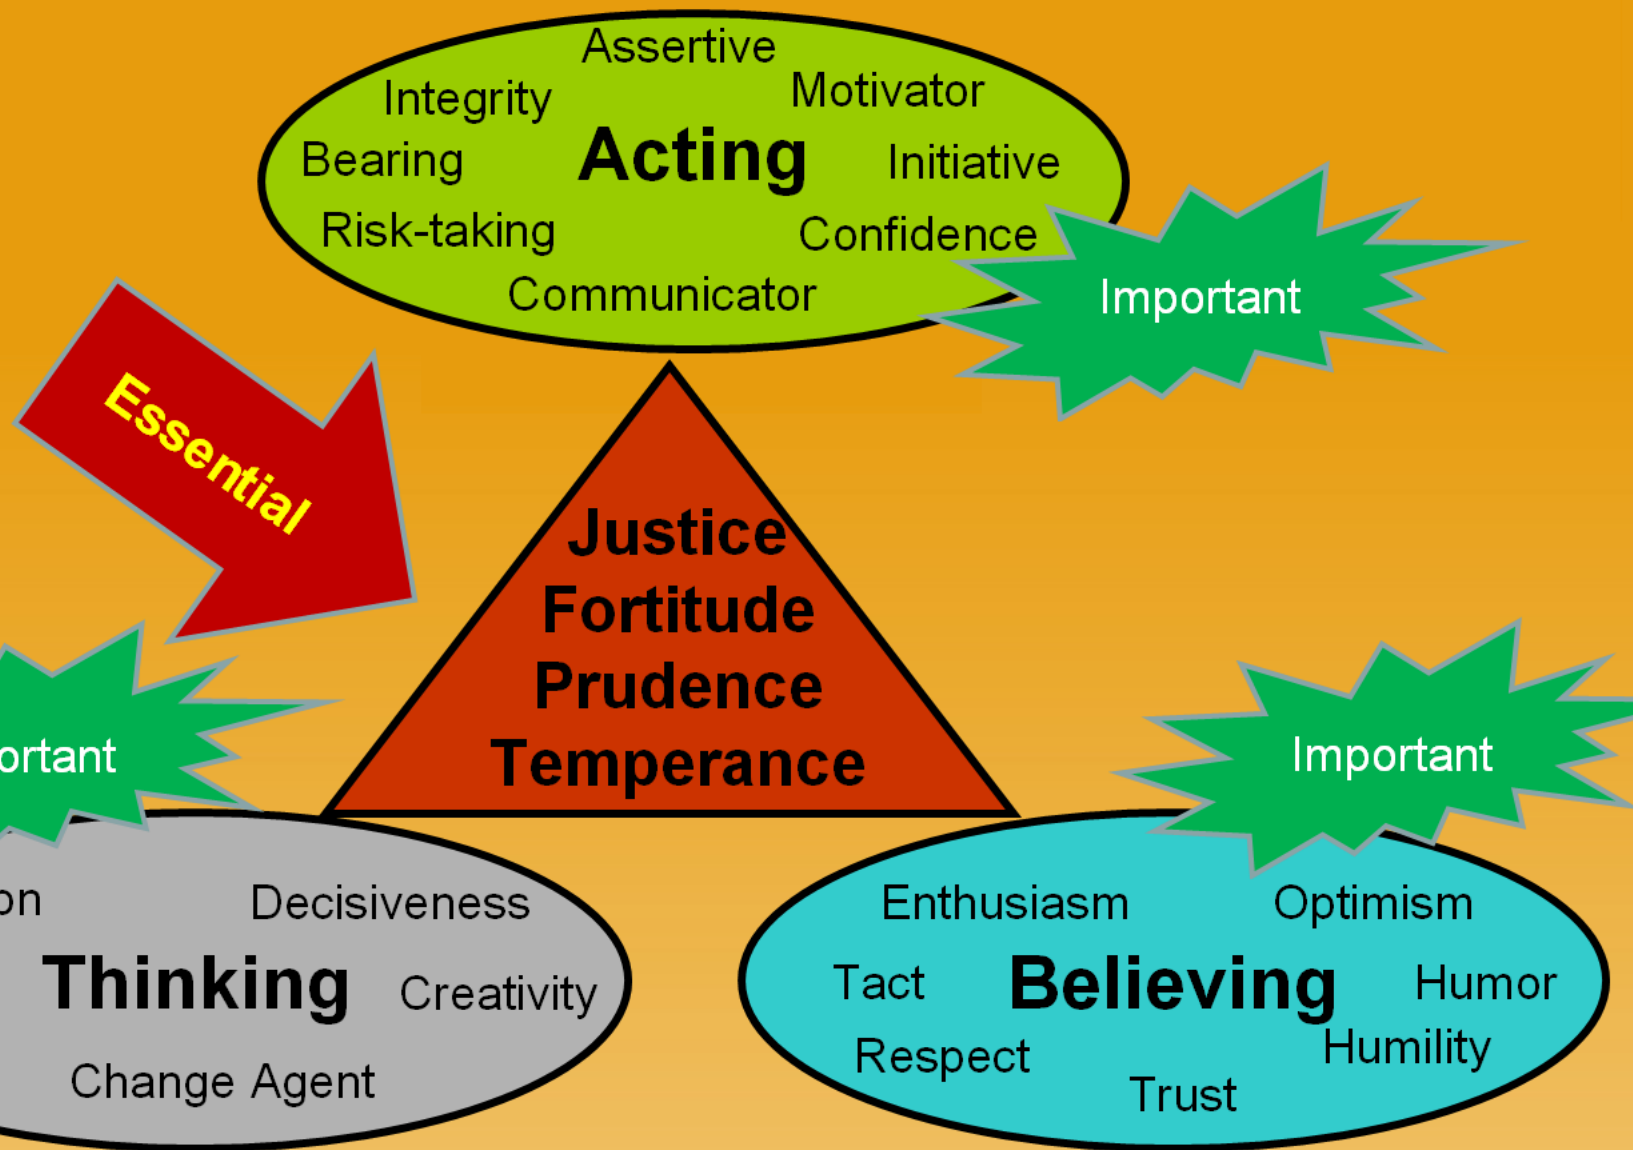 Assertive
Integrity
Motivator
Bearing
Acting
Initiative
Risk-taking
Confidence
Communicator
Important
Essential
Justice
Fortitude
Prudence
Temperance
ortant
Important
on
Decisiveness
Thinking
Creativity
Change Agent
Enthusiasm
Optimism
Tact
Believing
Humor
Respect
Humility
Trust